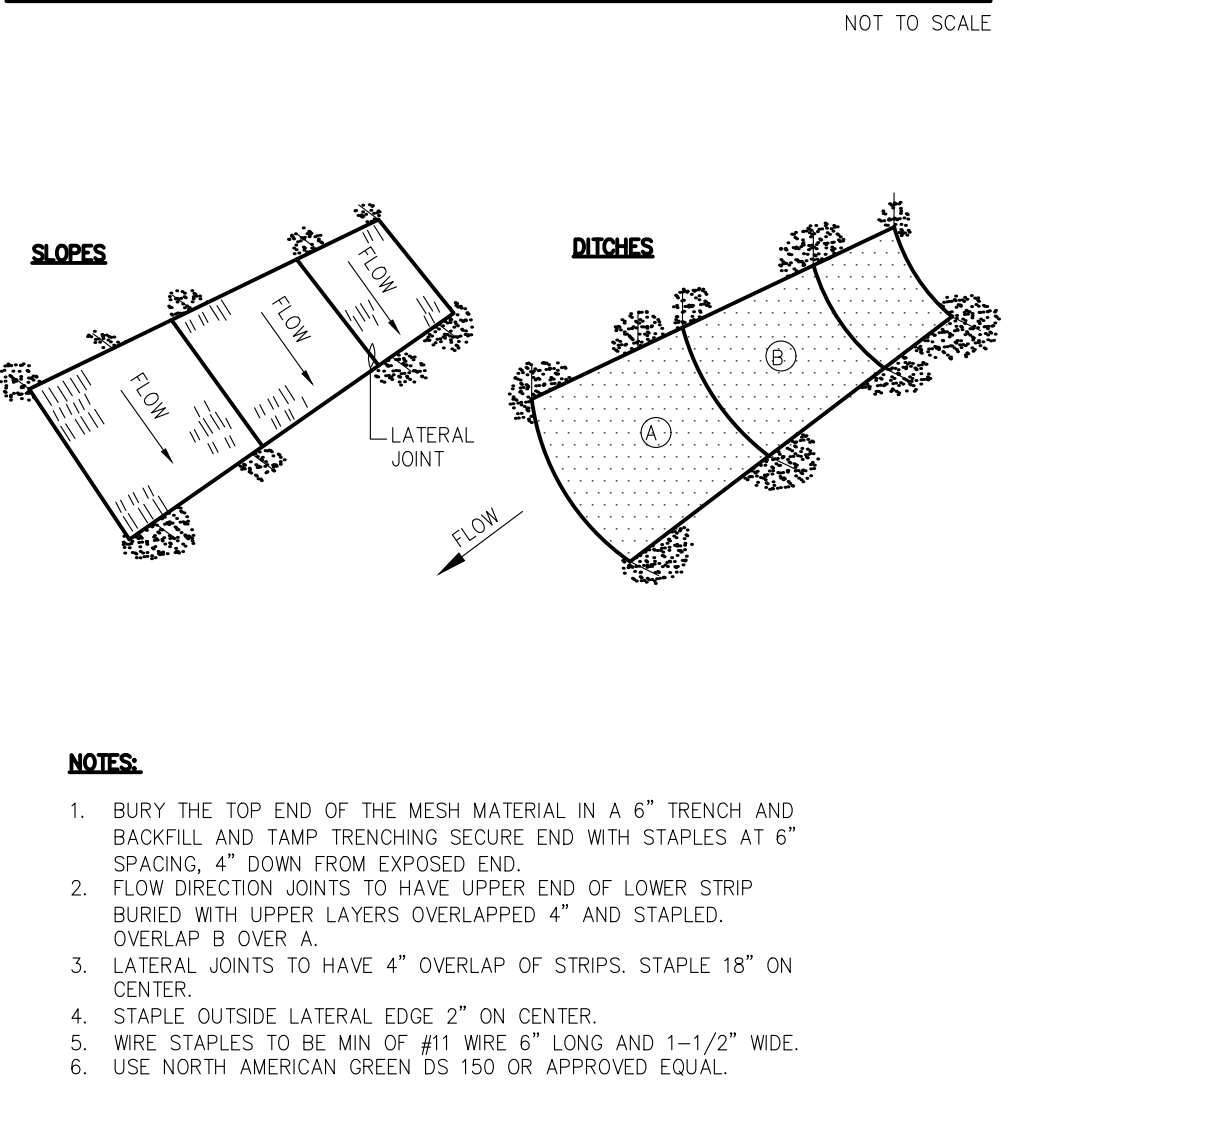 NOT TO SCALE
SLOPES
DITCHES
FLOW
FLOW
FLOW
LATERAL
JOINT
B
A
FLOW
NOTES:
1. BURY THE TOP END OF THE MESH MATERIAL IN A 6" TRENCH AND
BACKFILL AND TAMP TRENCHING SECURE END WITH STAPLES AT 6"
SPACING, 4" DOWN FROM EXPOSED END.
2. FLOW DIRECTION JOINTS TO HAVE UPPER END OF LOWER STRIP
BURIED WITH UPPER LAYERS OVERLAPPED 4" AND STAPLED.
OVERLAP B OVER A.
3. LATERAL JOINTS TO HAVE 4" OVERLAP OF STRIPS. STAPLE 18" ON
CENTER.
4. STAPLE OUTSIDE LATERAL EDGE 2" ON CENTER.
5. WIRE STAPLES TO BE MIN OF #11 WIRE 6" LONG AND 1-1/2" WIDE.
6. USE NORTH AMERICAN GREEN DS 150 OR APPROVED EQUAL.